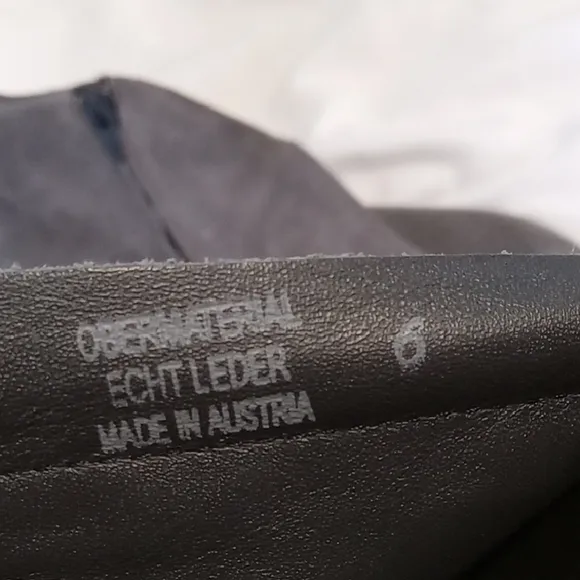 OBERMATERIAL
ECHT LEDER
MADE IN AUSTRIA
6